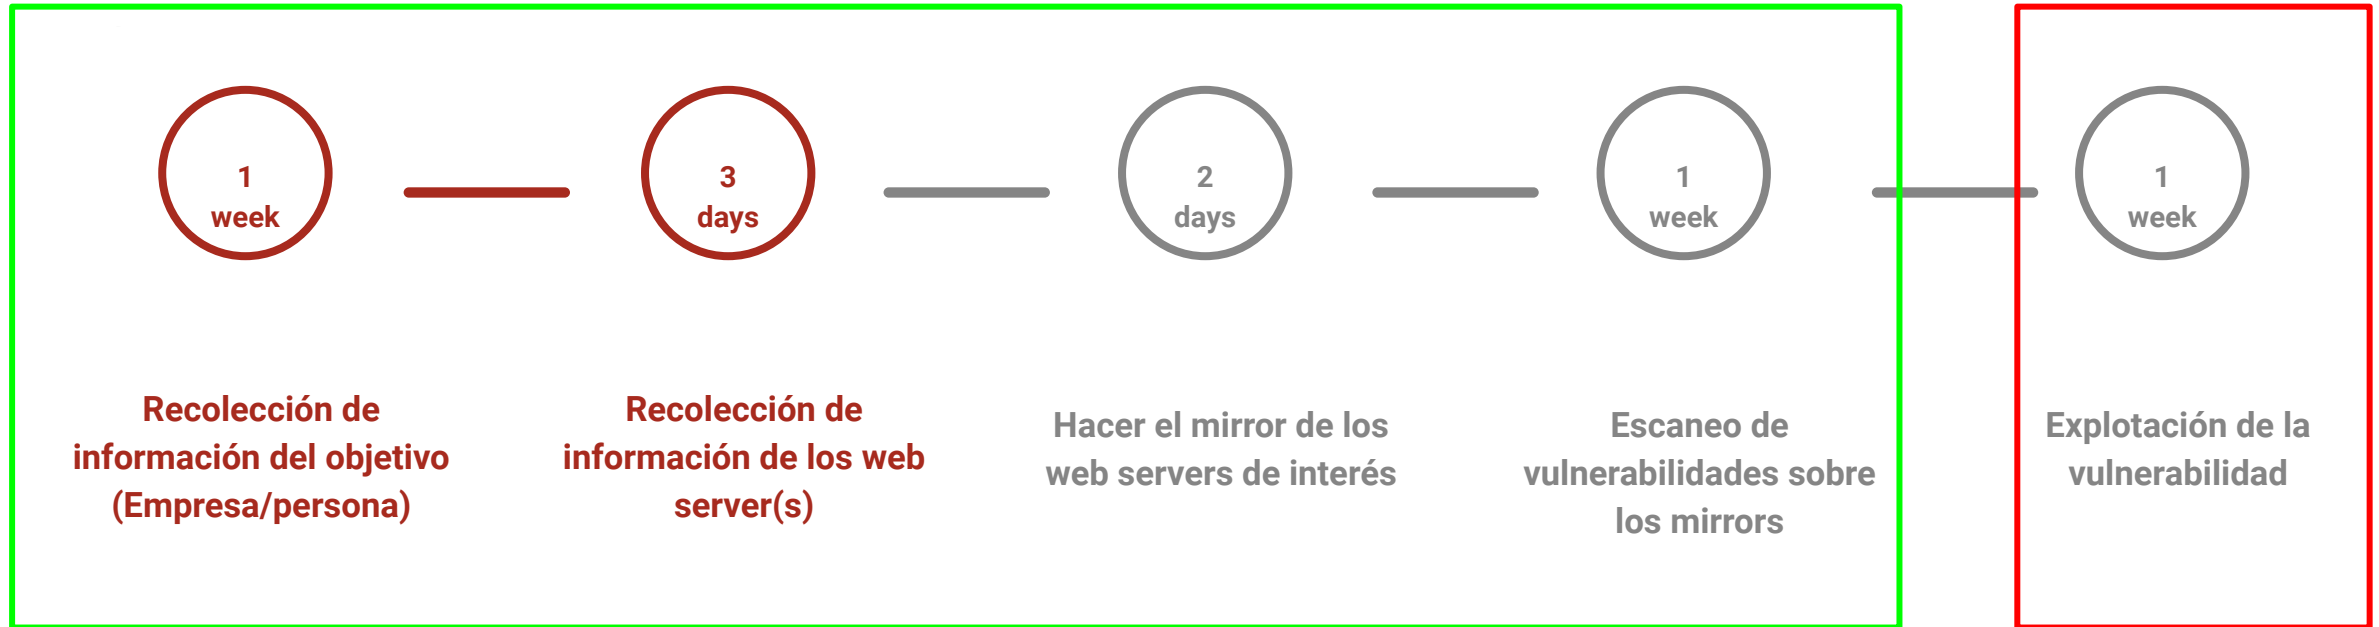 1
week
3
days
2
days
1
week
1
week
Recolección de
información del objetivo
(Empresa/persona)
Recolección de
información de los web
server(s)
Hacer el mirror de los
web servers de interés
Escaneo de
vulnerabilidades sobre
los mirrors
Explotación de la
vulnerabilidad